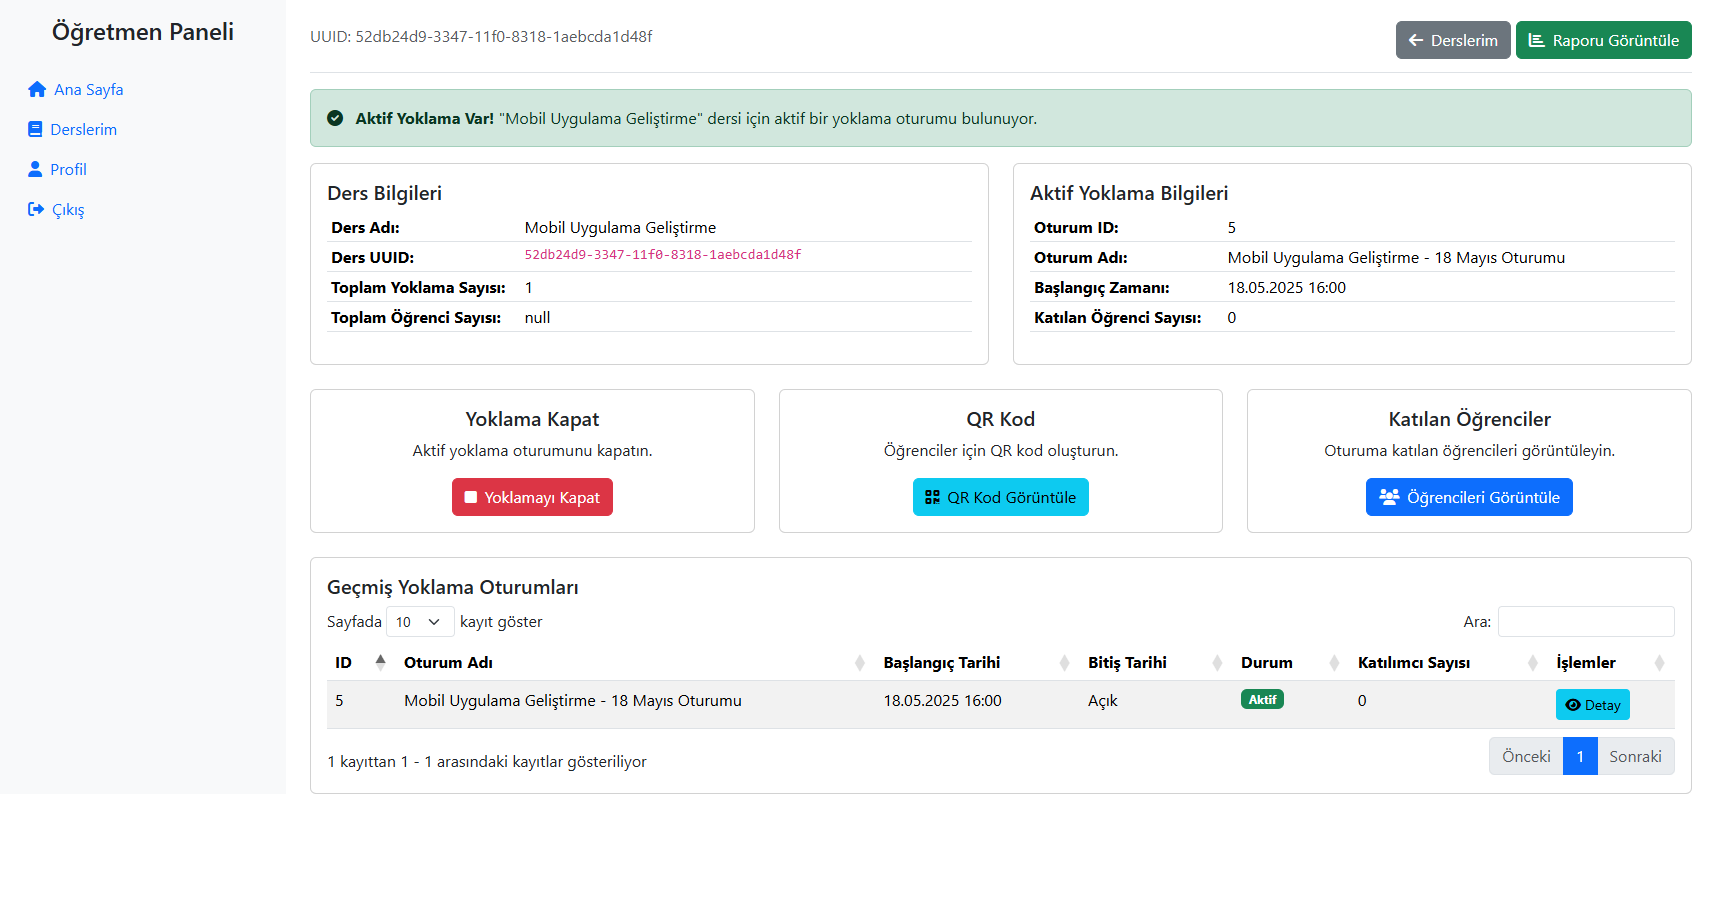 Öğretmen Paneli
Ana Sayfa
Derslerim
Profil
Çıkış
UUID: 52db24d9-3347-11f0-8318-1aebcda1d48f
Derslerim
Raporu Görüntüle
Aktif Yoklama Var! "Mobil Uygulama Geliştirme" dersi için aktif bir yoklama oturumu bulunuyor.
Ders Bilgileri
Ders Adı: Mobil Uygulama Geliştirme
Ders UUID: 52db24d9-3347-11f0-8318-1aebcda1d48f
Toplam Yoklama Sayısı: 1
Toplam Öğrenci Sayısı: null
Aktif Yoklama Bilgileri
Oturum ID: 5
Oturum Adı: Mobil Uygulama Geliştirme - 18 Mayıs Oturumu
Başlangıç Zamanı: 18.05.2025 16:00
Katılan Öğrenci Sayısı: 0
Yoklama Kapat
Aktif yoklama oturumunu kapatın.
Yoklamayı Kapat
QR Kod
Öğrenciler için QR kod oluşturun.
QR Kod Görüntüle
Katılan Öğrenciler
Oturuma katılan öğrencileri görüntüleyin.
Öğrencileri Görüntüle
Geçmiş Yoklama Oturumları
Sayfada 10 kayıt göster
Ara:
ID Oturum Adı Başlangıç Tarihi Bitiş Tarihi Durum Katılımcı Sayısı İşlemler
5 Mobil Uygulama Geliştirme - 18 Mayıs Oturumu 18.05.2025 16:00 Açık Aktif 0 Detay
1 kayıttan 1 - 1 arasındaki kayıtlar gösteriliyor
Önceki 1 Sonraki